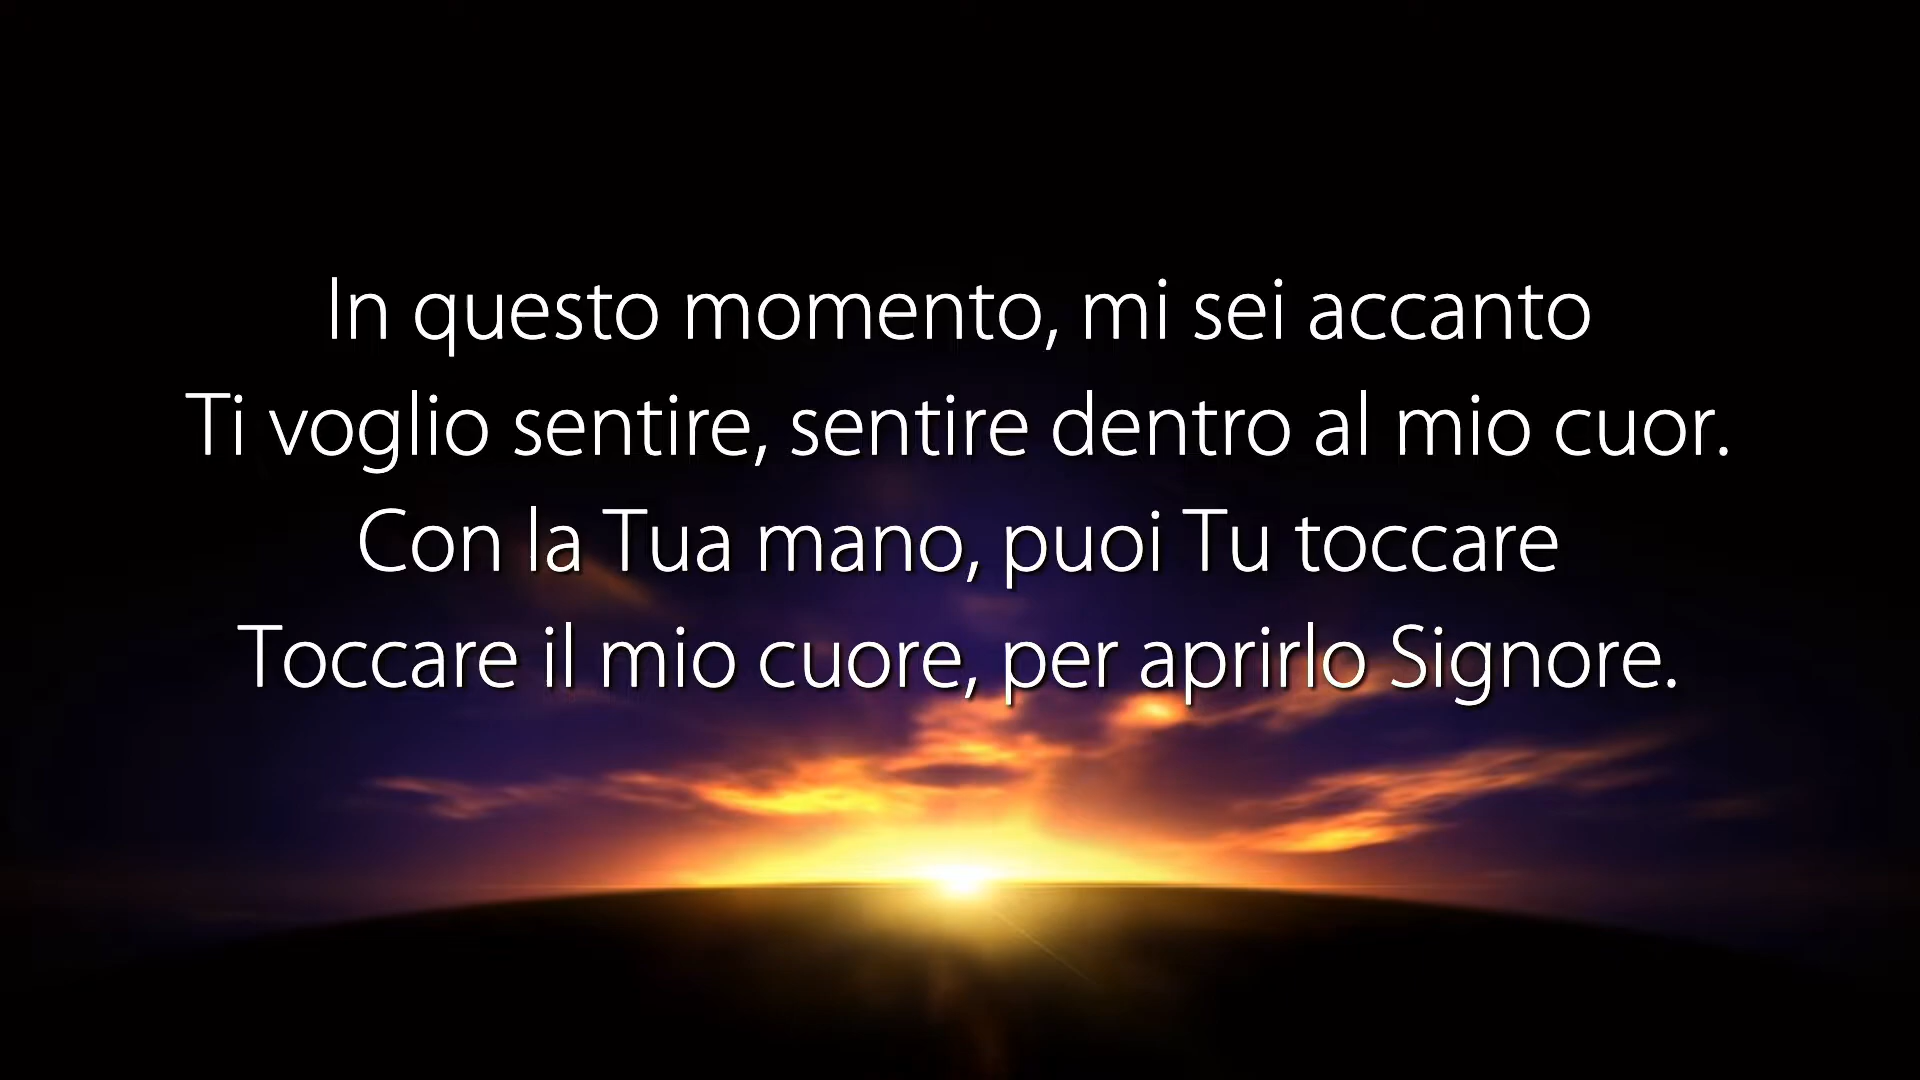 In questo momento, mi sei accanto
Ti voglio sentire, sentire dentro al mio cuor.
Con la Tua mano, puoi Tu toccare
Toccare il mio cuore, per aprirlo Signore.